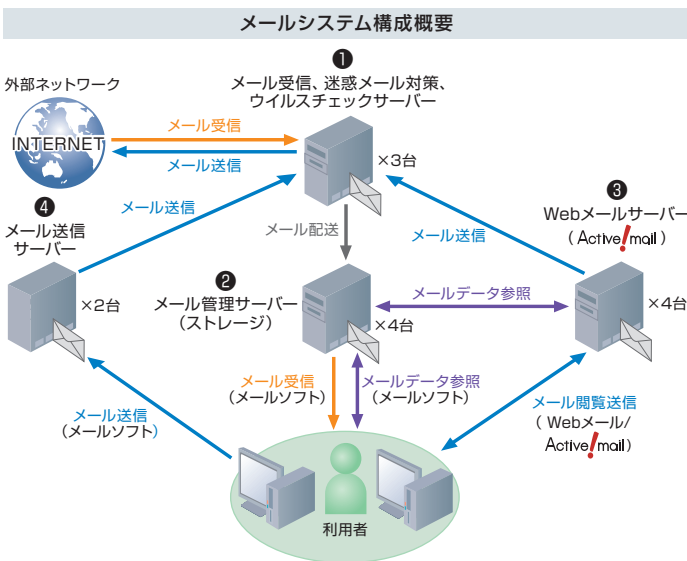 メールシステム構成概要
❶
メール受信、迷惑メール対策、
ウイルスチェックサーバー
外部ネットワーク
INTERNET
メール受信
メール送信
×3台
❹
メール送信
サーバー
×2台
メール送信
メール配送
メール送信
❸
Webメールサーバー
（Active!mail）
×4台
❷
メール管理サーバー
（ストレージ）
×4台
メールデータ参照
メール送信
（メールソフト）
メール受信
（メールソフト）
メールデータ参照
（メールソフト）
メール閲覧送信
（Webメール/
Active!mail）
利用者